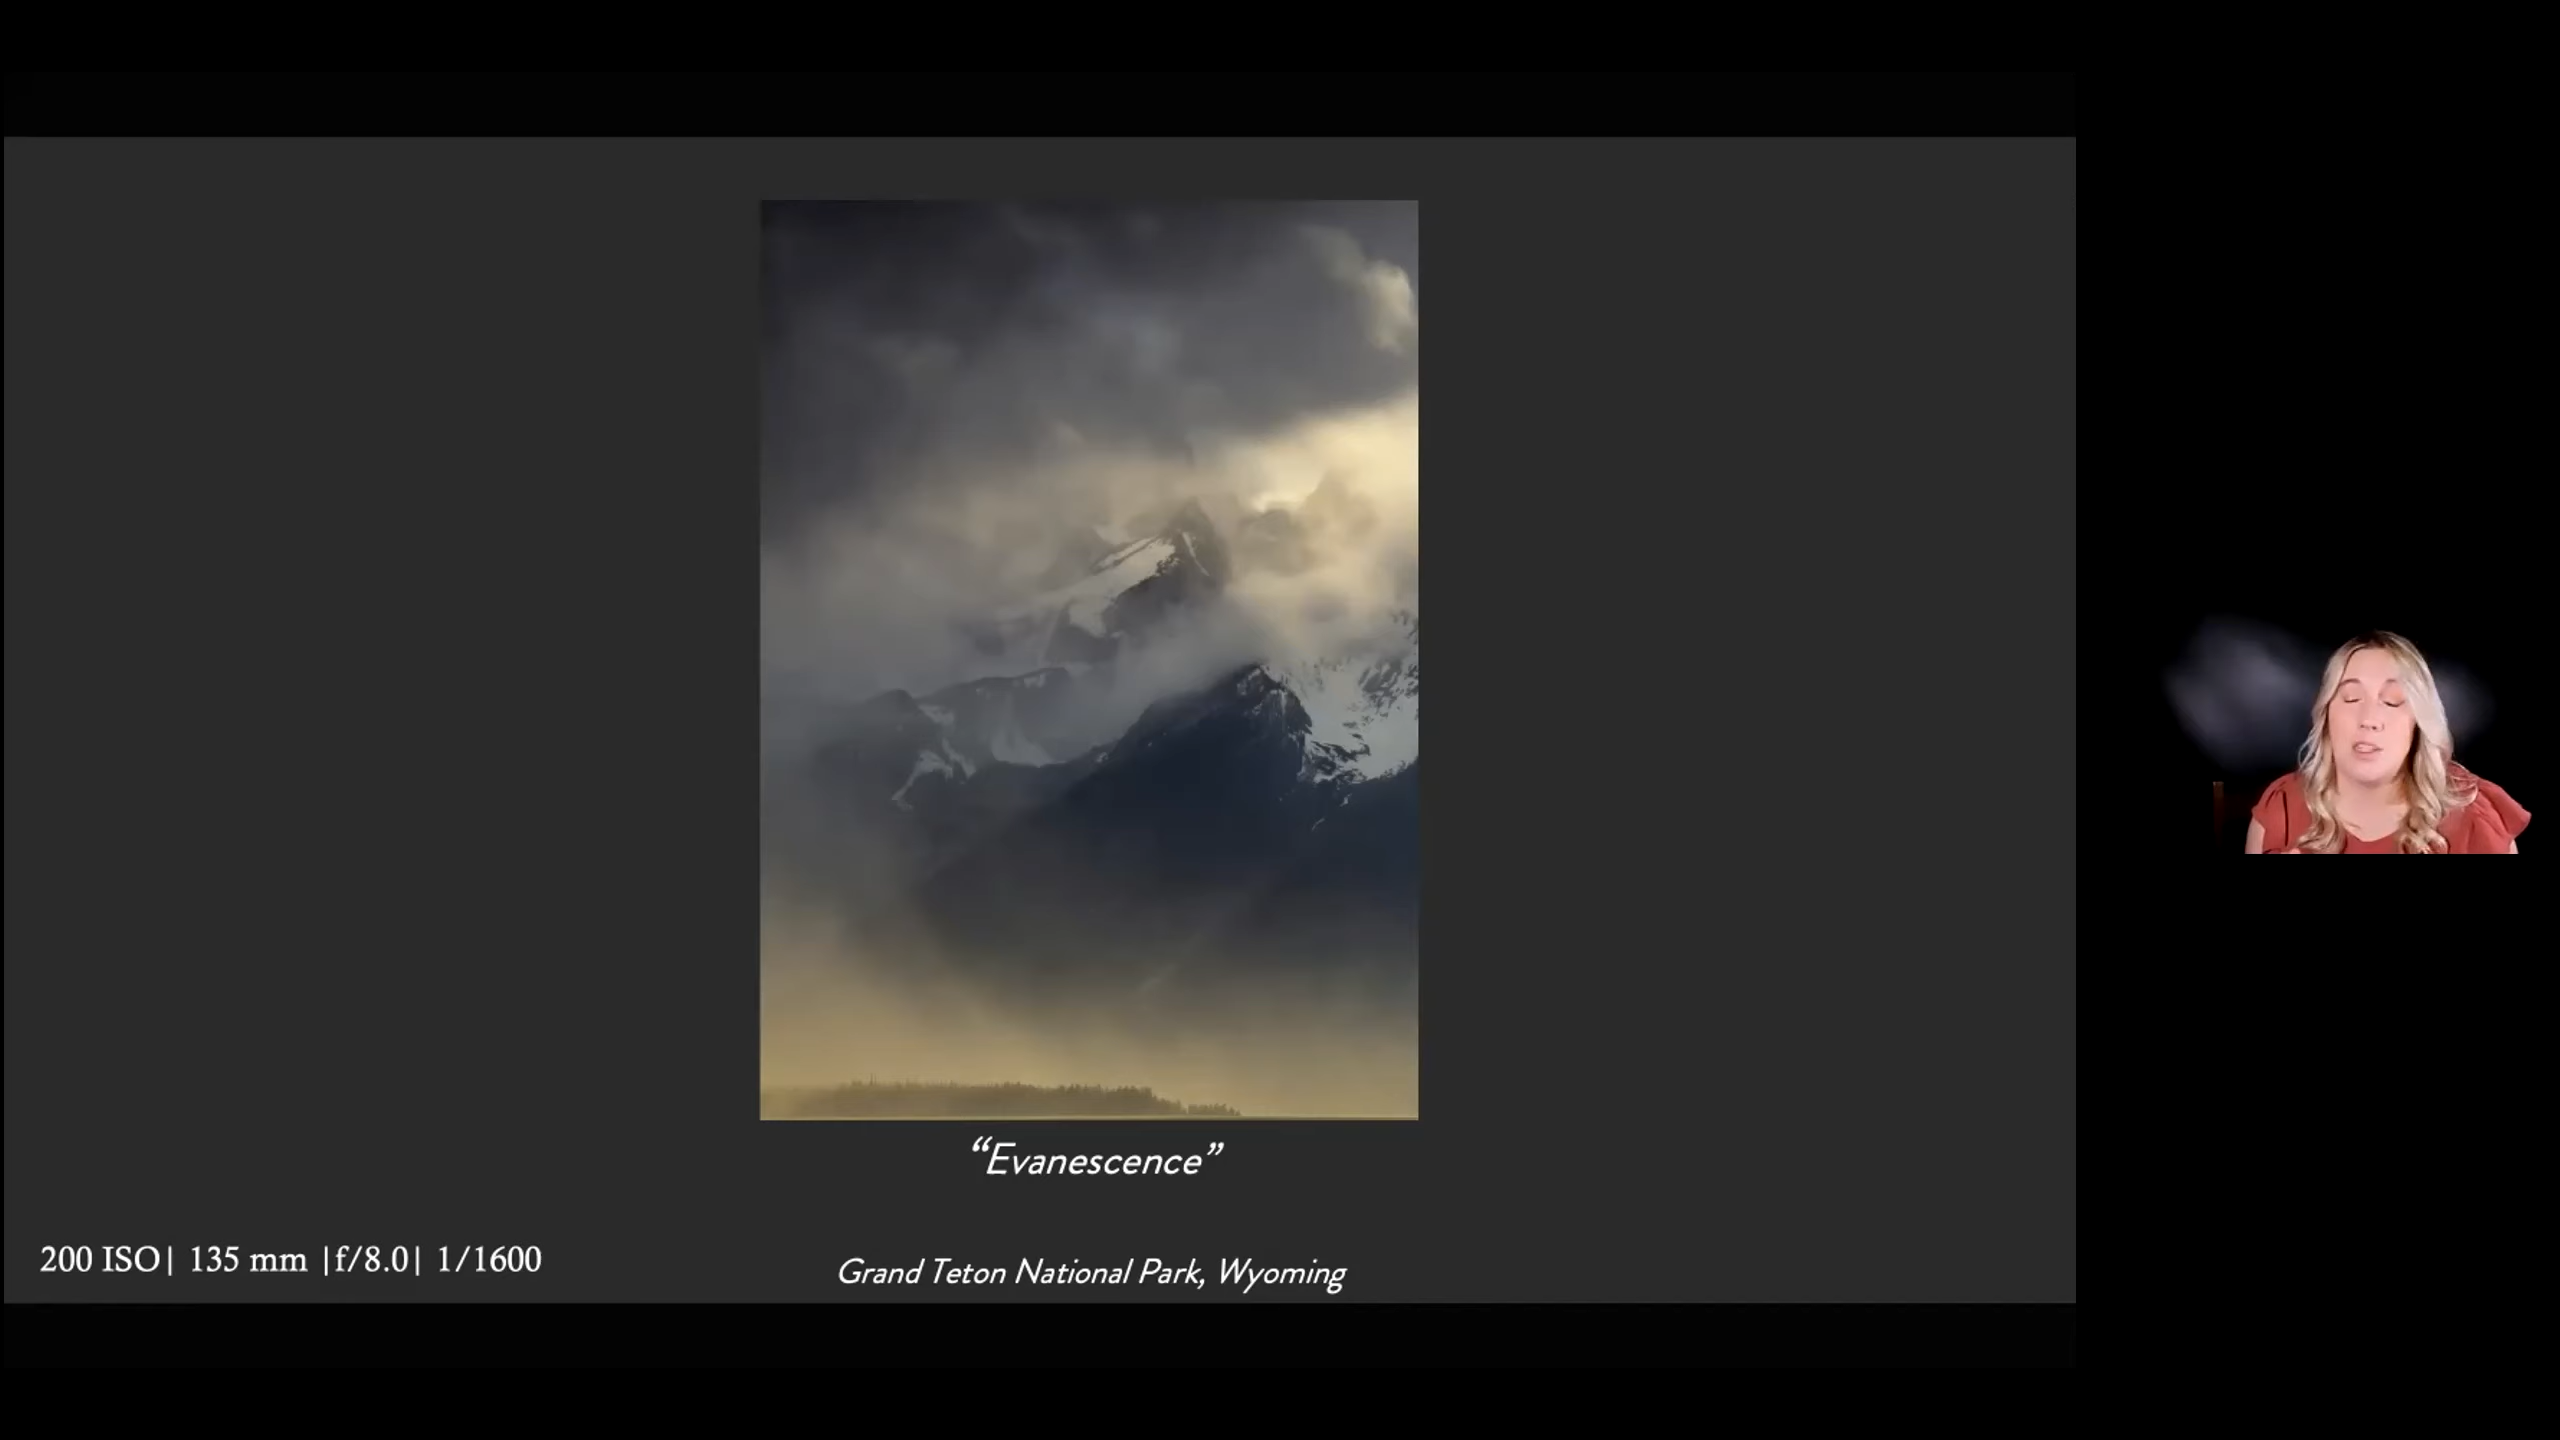 “Evanescence”
200 ISO| 135 mm |f/8.0| 1/1600
Grand Teton National Park, Wyoming